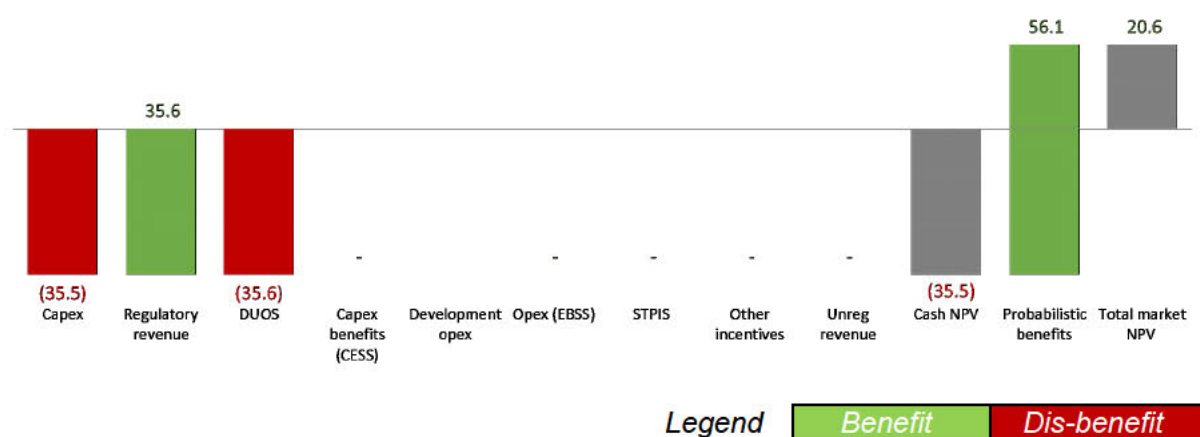 56.1
20.6
35.6
-
-
-
-
-
(35.5)
(35.6)
(35.5)
Capex
Regulatory
revenue
DUOS
Capex
benefits
(CESS)
Development
opex
Opex (EBSS)
STPIS
Other
incentives
Unreg
revenue
Cash NPV
Probabilistic
benefits
Total market
NPV
Legend
Benefit
Dis-benefit